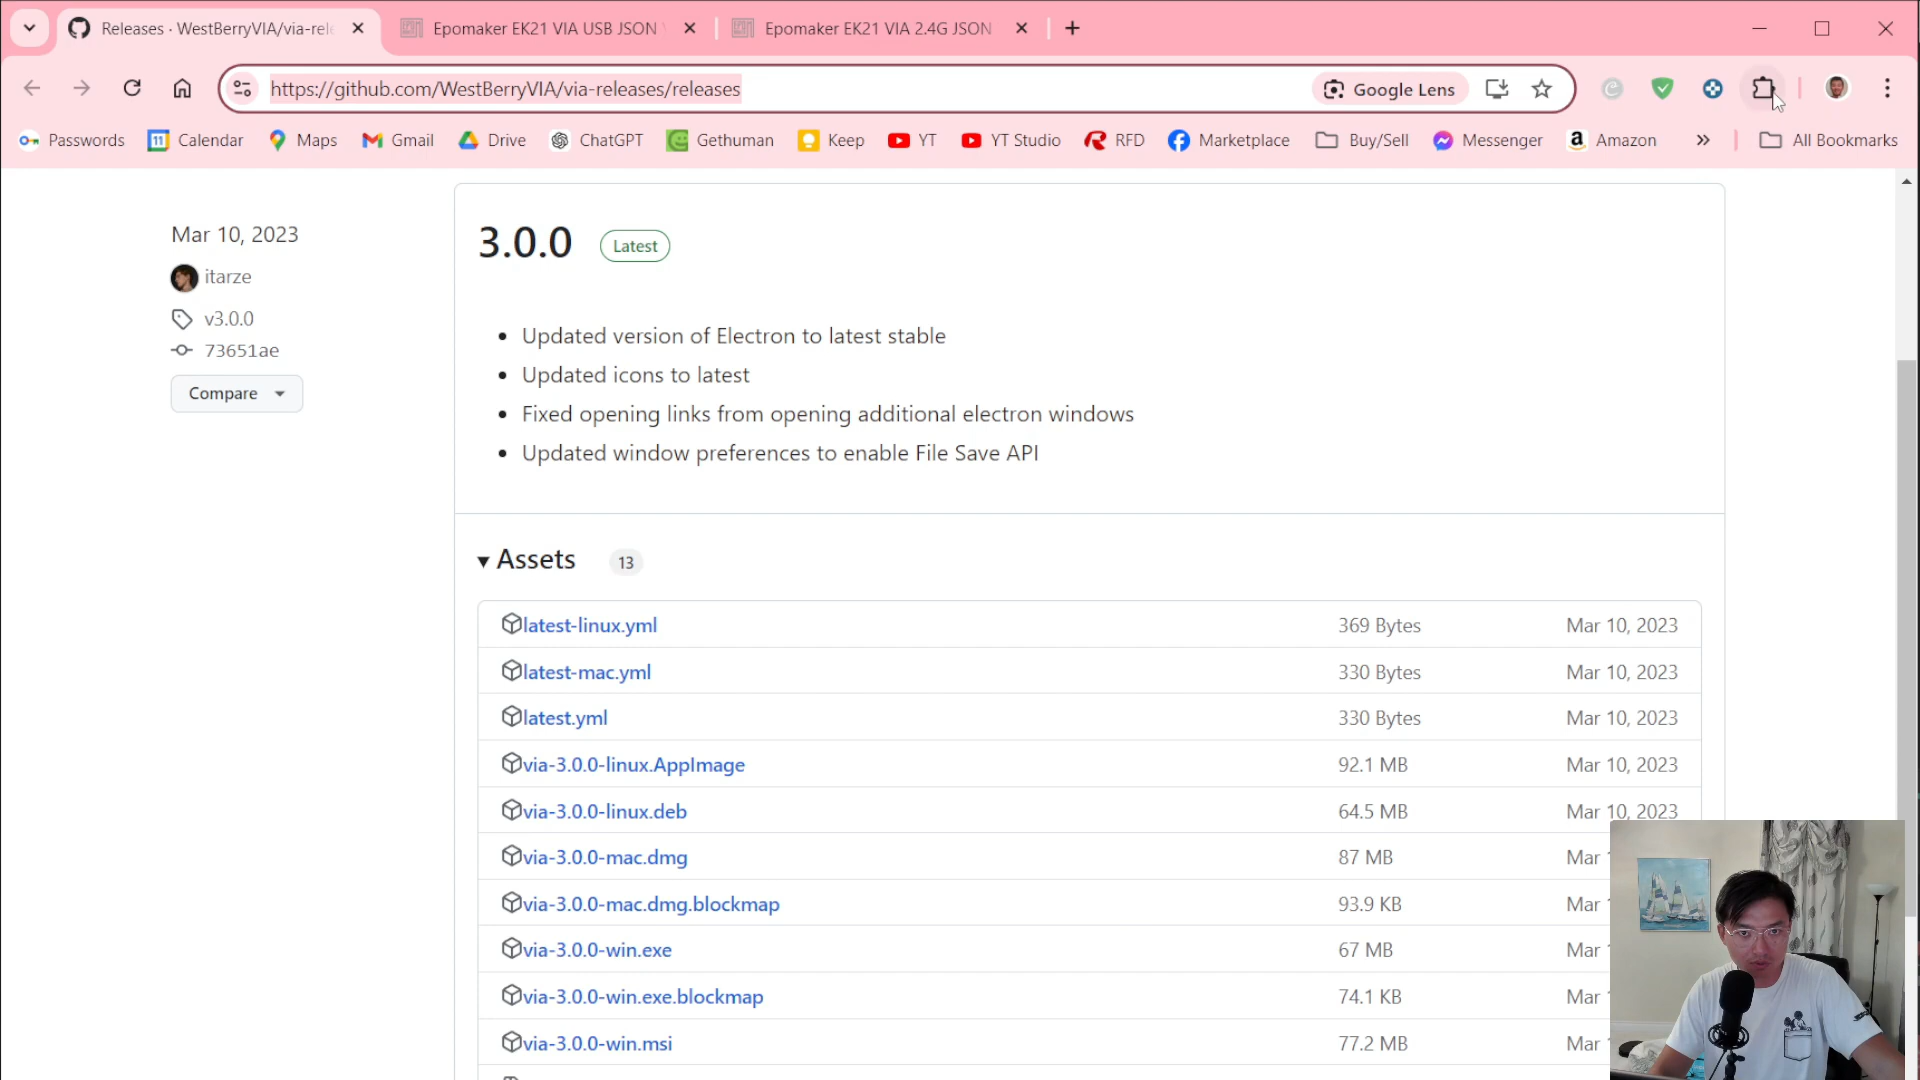 Releases · WestBerryVIA/via-rel
Epomaker EK21 VIA USB JSON
Epomaker EK21 VIA 2.4G JSON
https://github.com/WestBerryVIA/via-releases/releases
Google Lens
Passwords
11
Calendar
Maps
Gmail
Drive
ChatGPT
Gethuman
Keep
YT
YT Studio
RFD
Marketplace
Buy/Sell
Messenger
a
Amazon
All Bookmarks
Mar 10, 2023
itarze
v3.0.0
73651ae
Compare
3.0.0 Latest
• Updated version of Electron to latest stable
• Updated icons to latest
• Fixed opening links from opening additional electron windows
• Updated window preferences to enable File Save API
Assets 13
latest-linux.yml 369 Bytes Mar 10, 2023
latest-mac.yml 330 Bytes Mar 10, 2023
latest.yml 330 Bytes Mar 10, 2023
via-3.0.0-linux.AppImage 92.1 MB Mar 10, 2023
via-3.0.0-linux.deb 64.5 MB Mar 10, 2023
via-3.0.0-mac.dmg 87 MB Mar
via-3.0.0-mac.dmg.blockmap 93.9 KB Mar
via-3.0.0-win.exe 67 MB Mar
via-3.0.0-win.exe.blockmap 74.1 KB Mar
via-3.0.0-win.msi 77.2 MB Mar